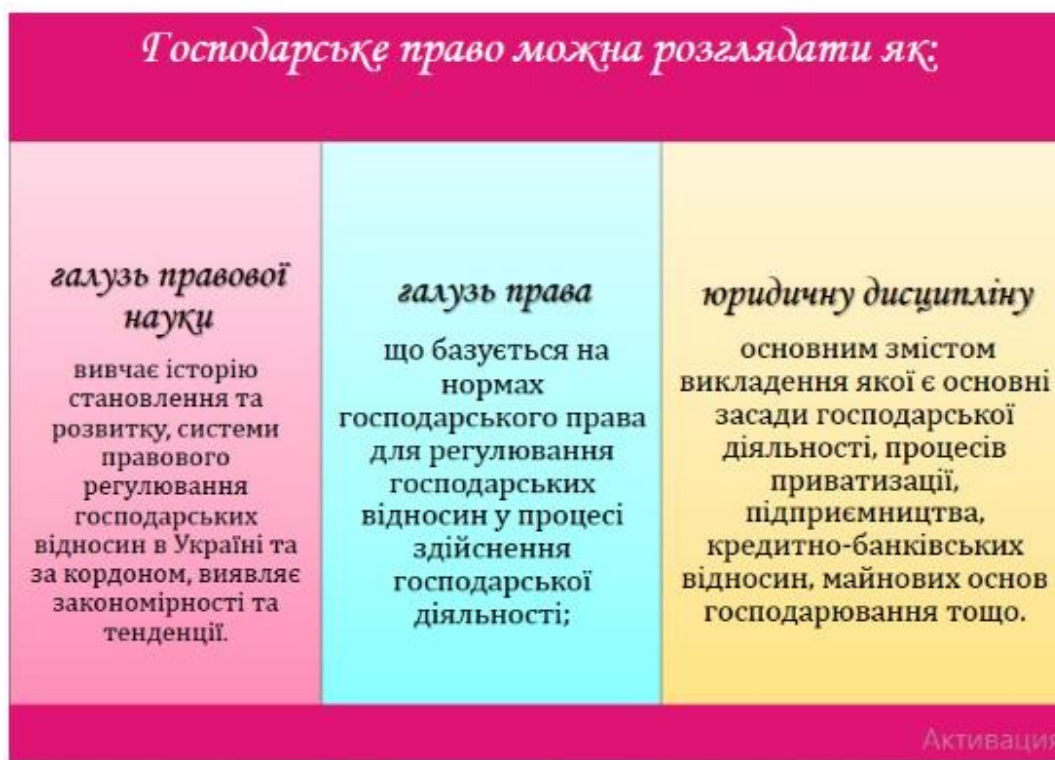 Господарське право можна розглядати як:
галузь правової
науки
вивчає історію
становлення та
розвитку, системи
правового
регулювання
господарських
відносин в Україні та
за кордоном, виявляє
закономірності та
тенденції.
галузь права
що базується на
нормах
господарського права
для регулювання
господарських
відносин у процесі
здійснення
господарської
діяльності;
юридичну дисципліну
основним змістом
викладення якої є основні
засади господарської
діяльності, процесів
приватизації,
підприємництва,
кредитно-банківських
відносин, майнових основ
господарювання тощо.
Активация